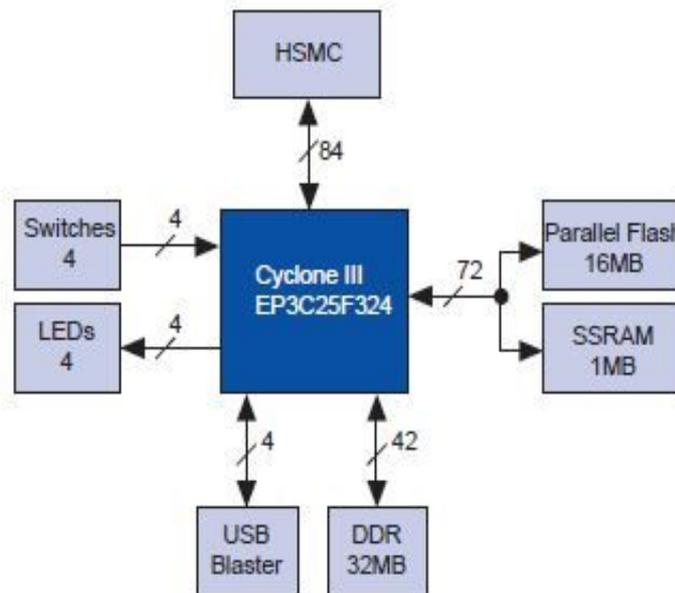 HSMC
84
Switches
4
4
Cyclone III
EP3C25F324
72
Parallel Flash
16MB
LEDs
4
4
SSRAM
1MB
4
42
USB
Blaster
DDR
32MB